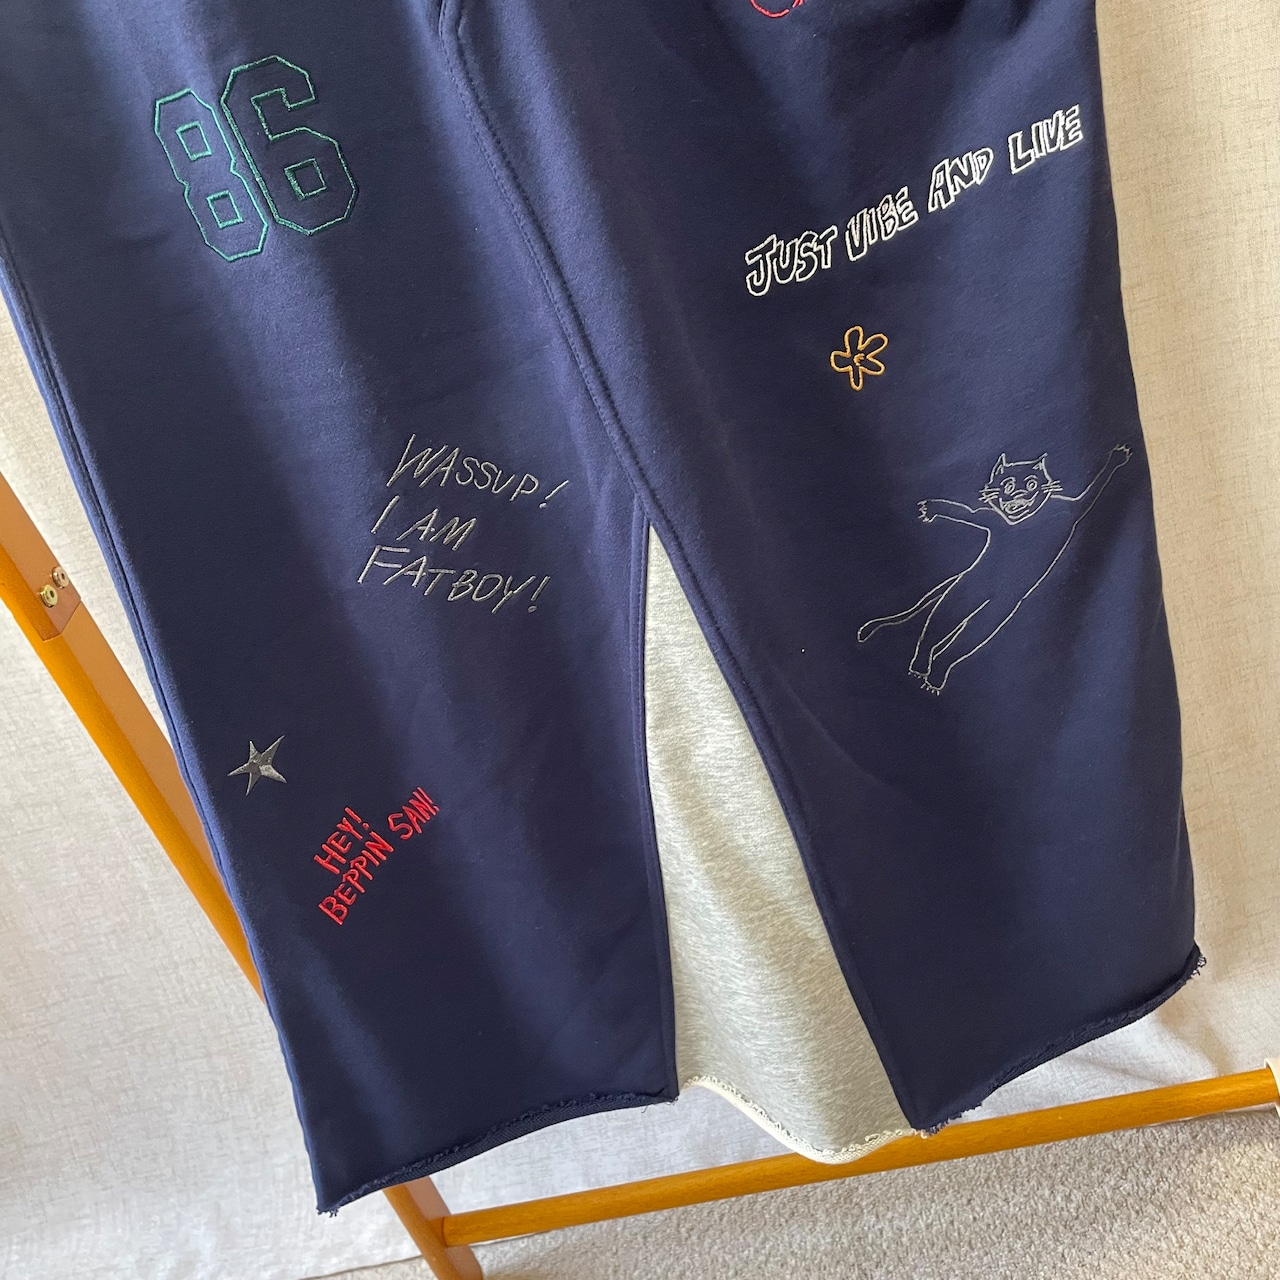 86
JUST VIBE AND LIVE
WASSUP!
I AM
FATBOY!
HEY!
BEPPIN SAN!